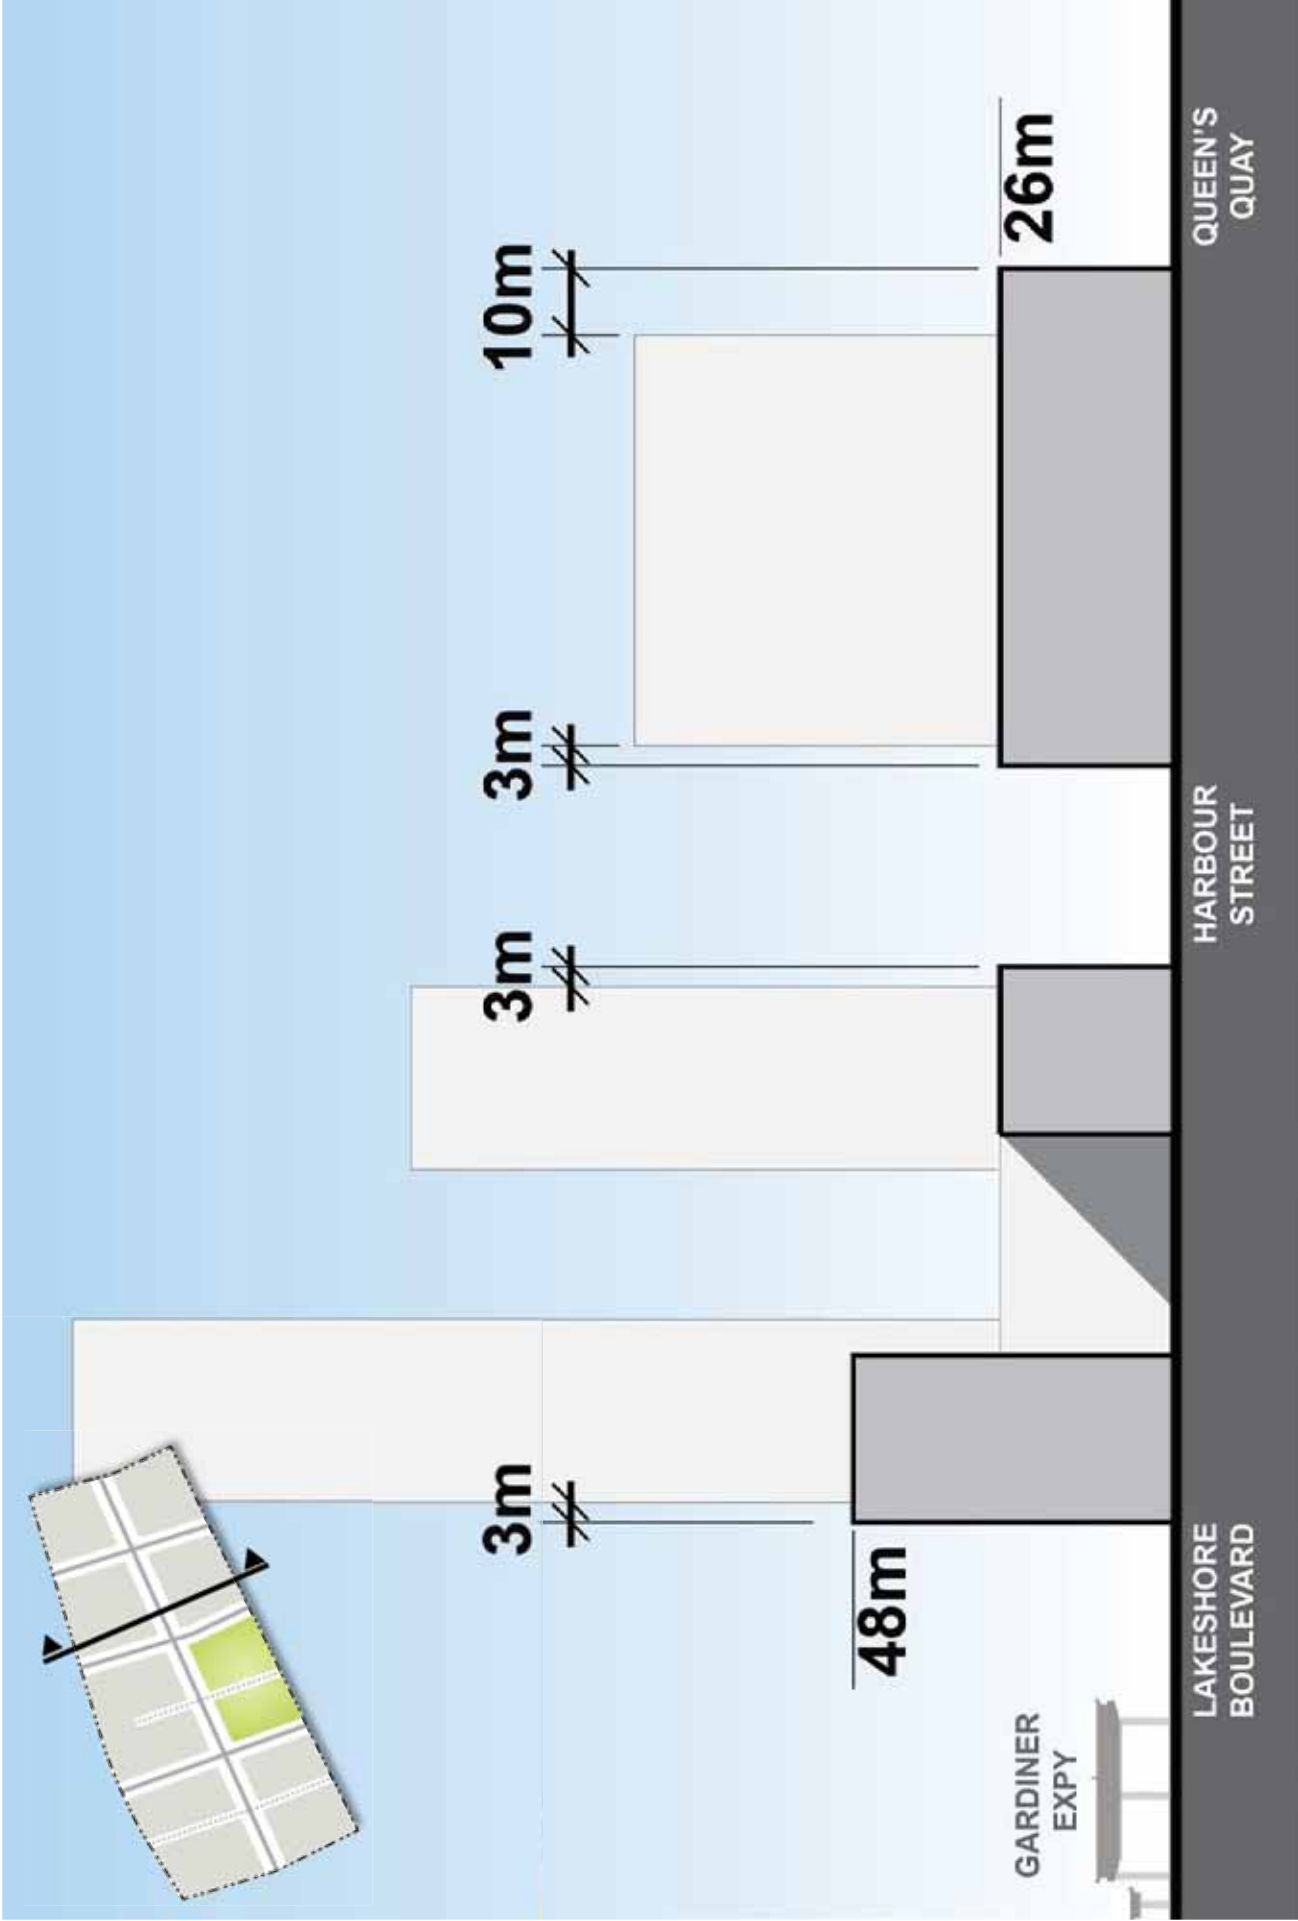 3m
3m
3m
10m
48m
26m
GARDINER
EXPY
LAKESHORE
BOULEVARD
HARBOUR
STREET
QUEEN'S
QUAY